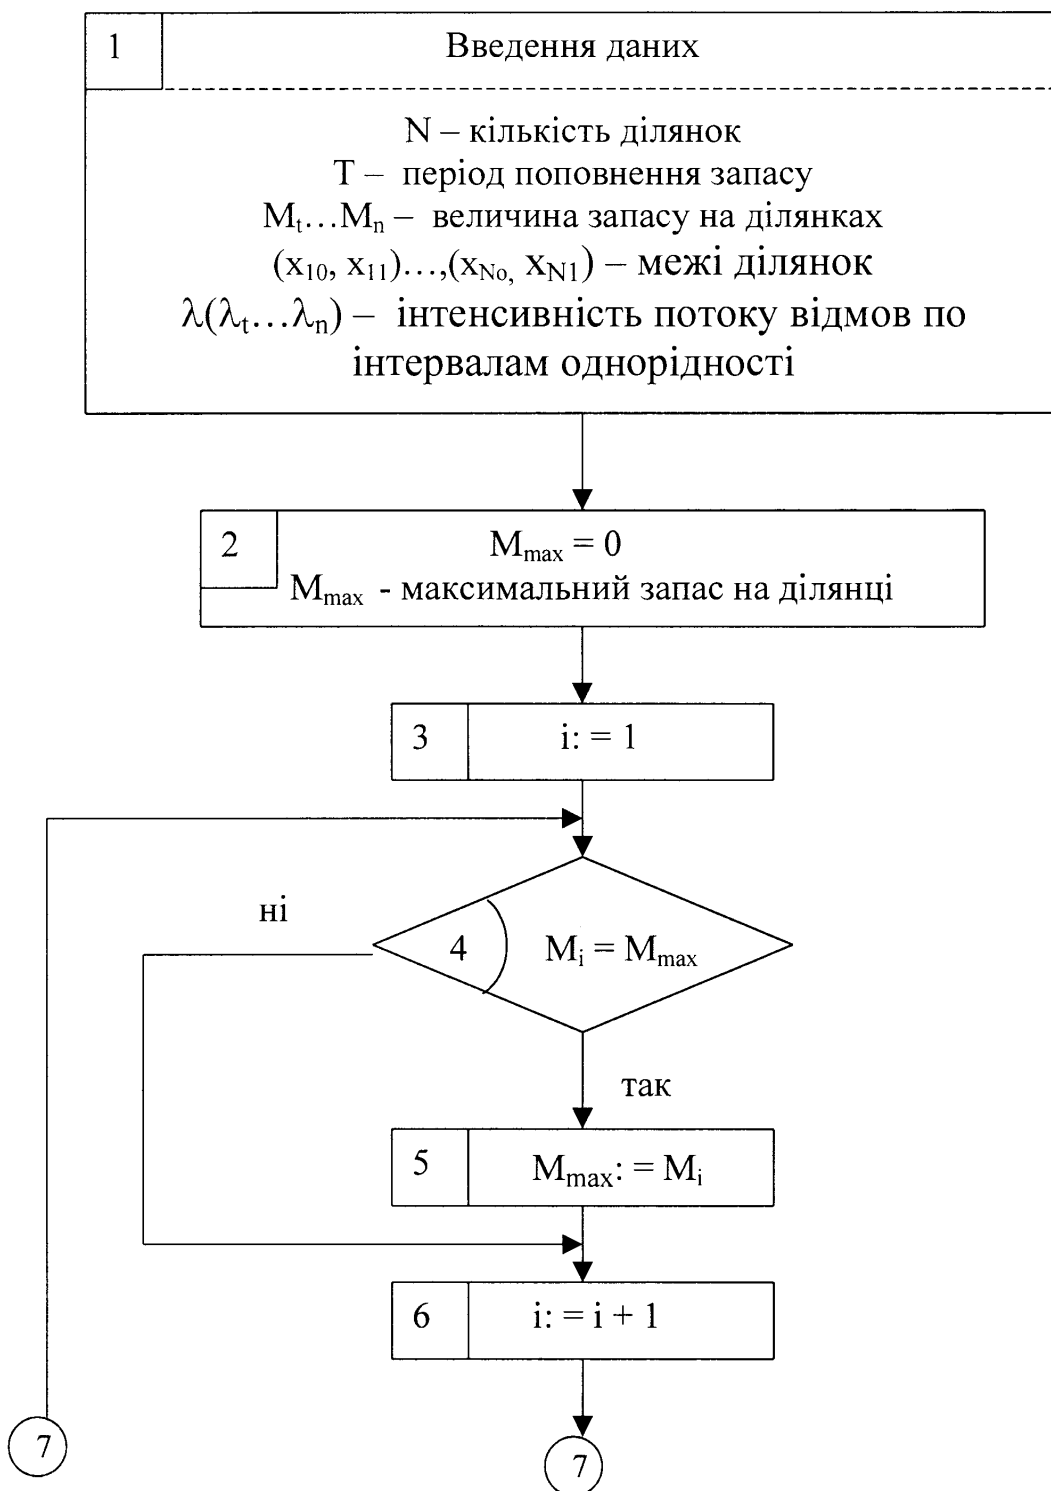 1 Введення даних
N – кількість ділянок
T – період поповнення запасу
Mt…Mn – величина запасу на ділянках
(x10, x11)…,(xNo, xN1) – межі ділянок
λ(λt…λn) – інтенсивність потоку відмов по
інтервалам однорідності
2 Mmax = 0
Mmax - максимальний запас на ділянці
3 i: = 1
ні
4 Mi = Mmax
так
5 Mmax: = Mi
6 i: = i + 1
7
7